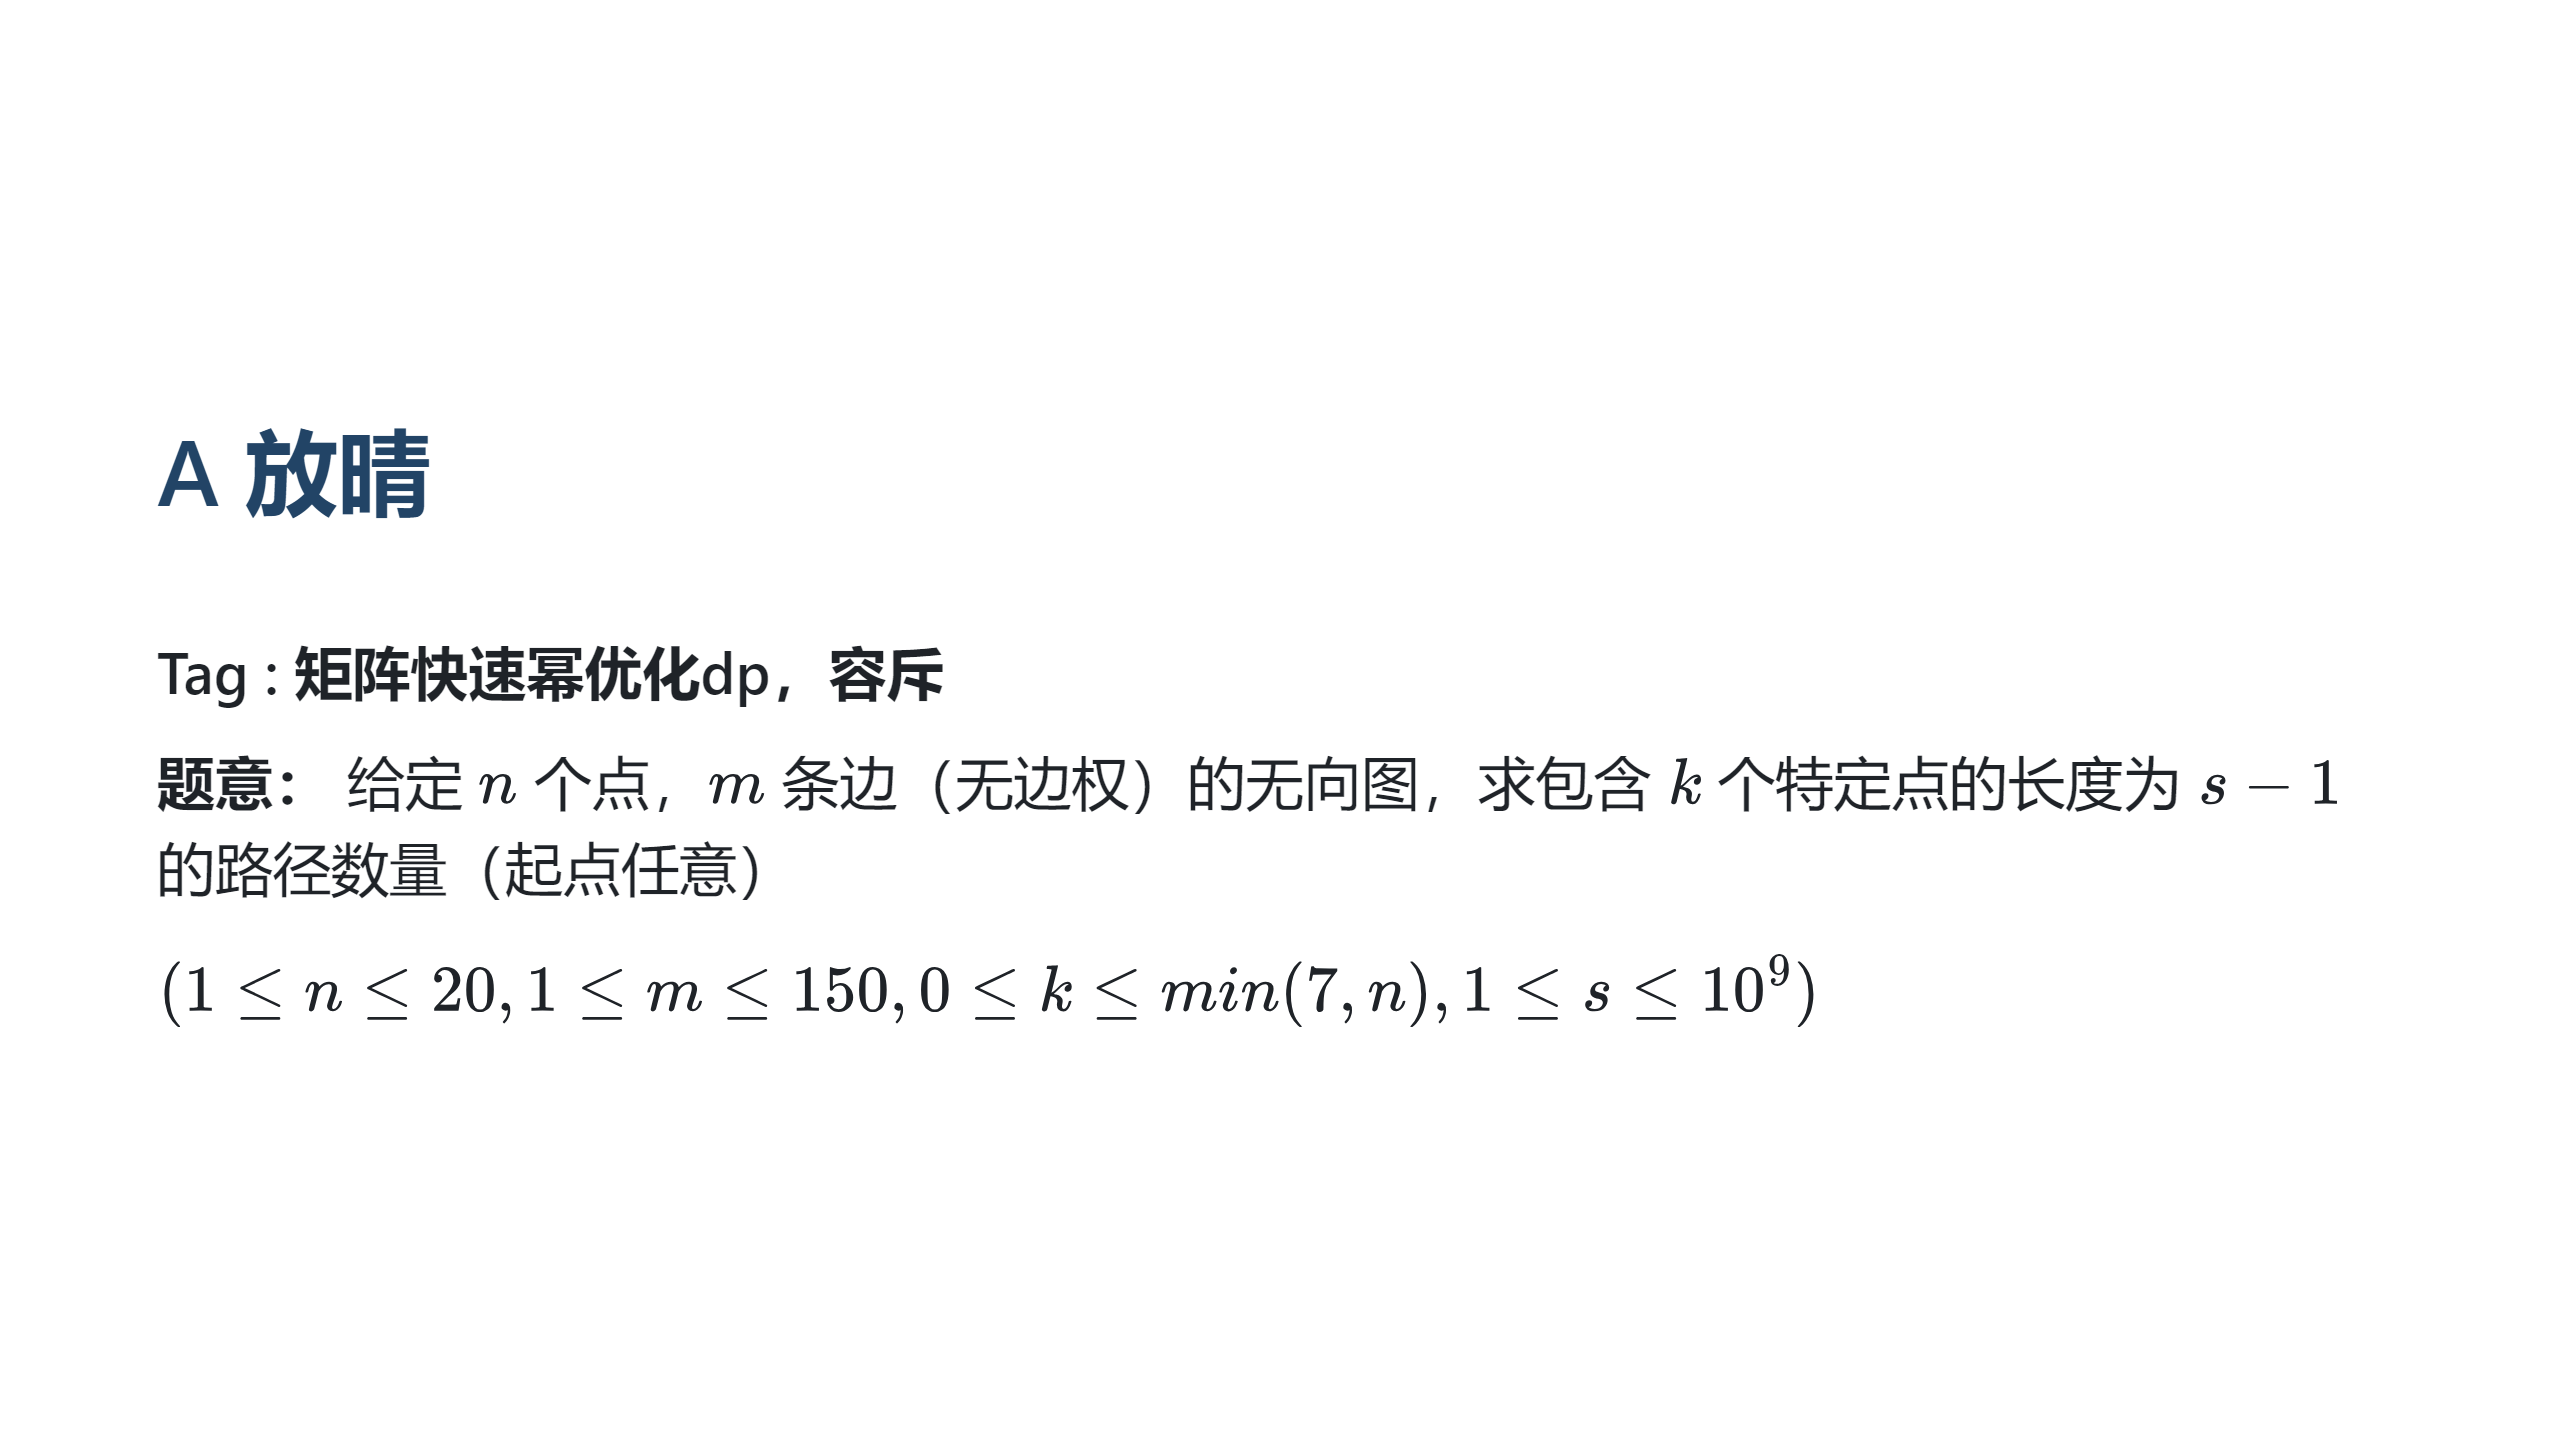 A 放晴
Tag : 矩阵快速幂优化dp，容斥
题意： 给定 n 个点，m 条边（无边权）的无向图，求包含 k 个特定点的长度为 s − 1
的路径数量（起点任意）
(1 ≤ n ≤ 20, 1 ≤ m ≤ 150, 0 ≤ k ≤ min(7, n), 1 ≤ s ≤ 10⁹)